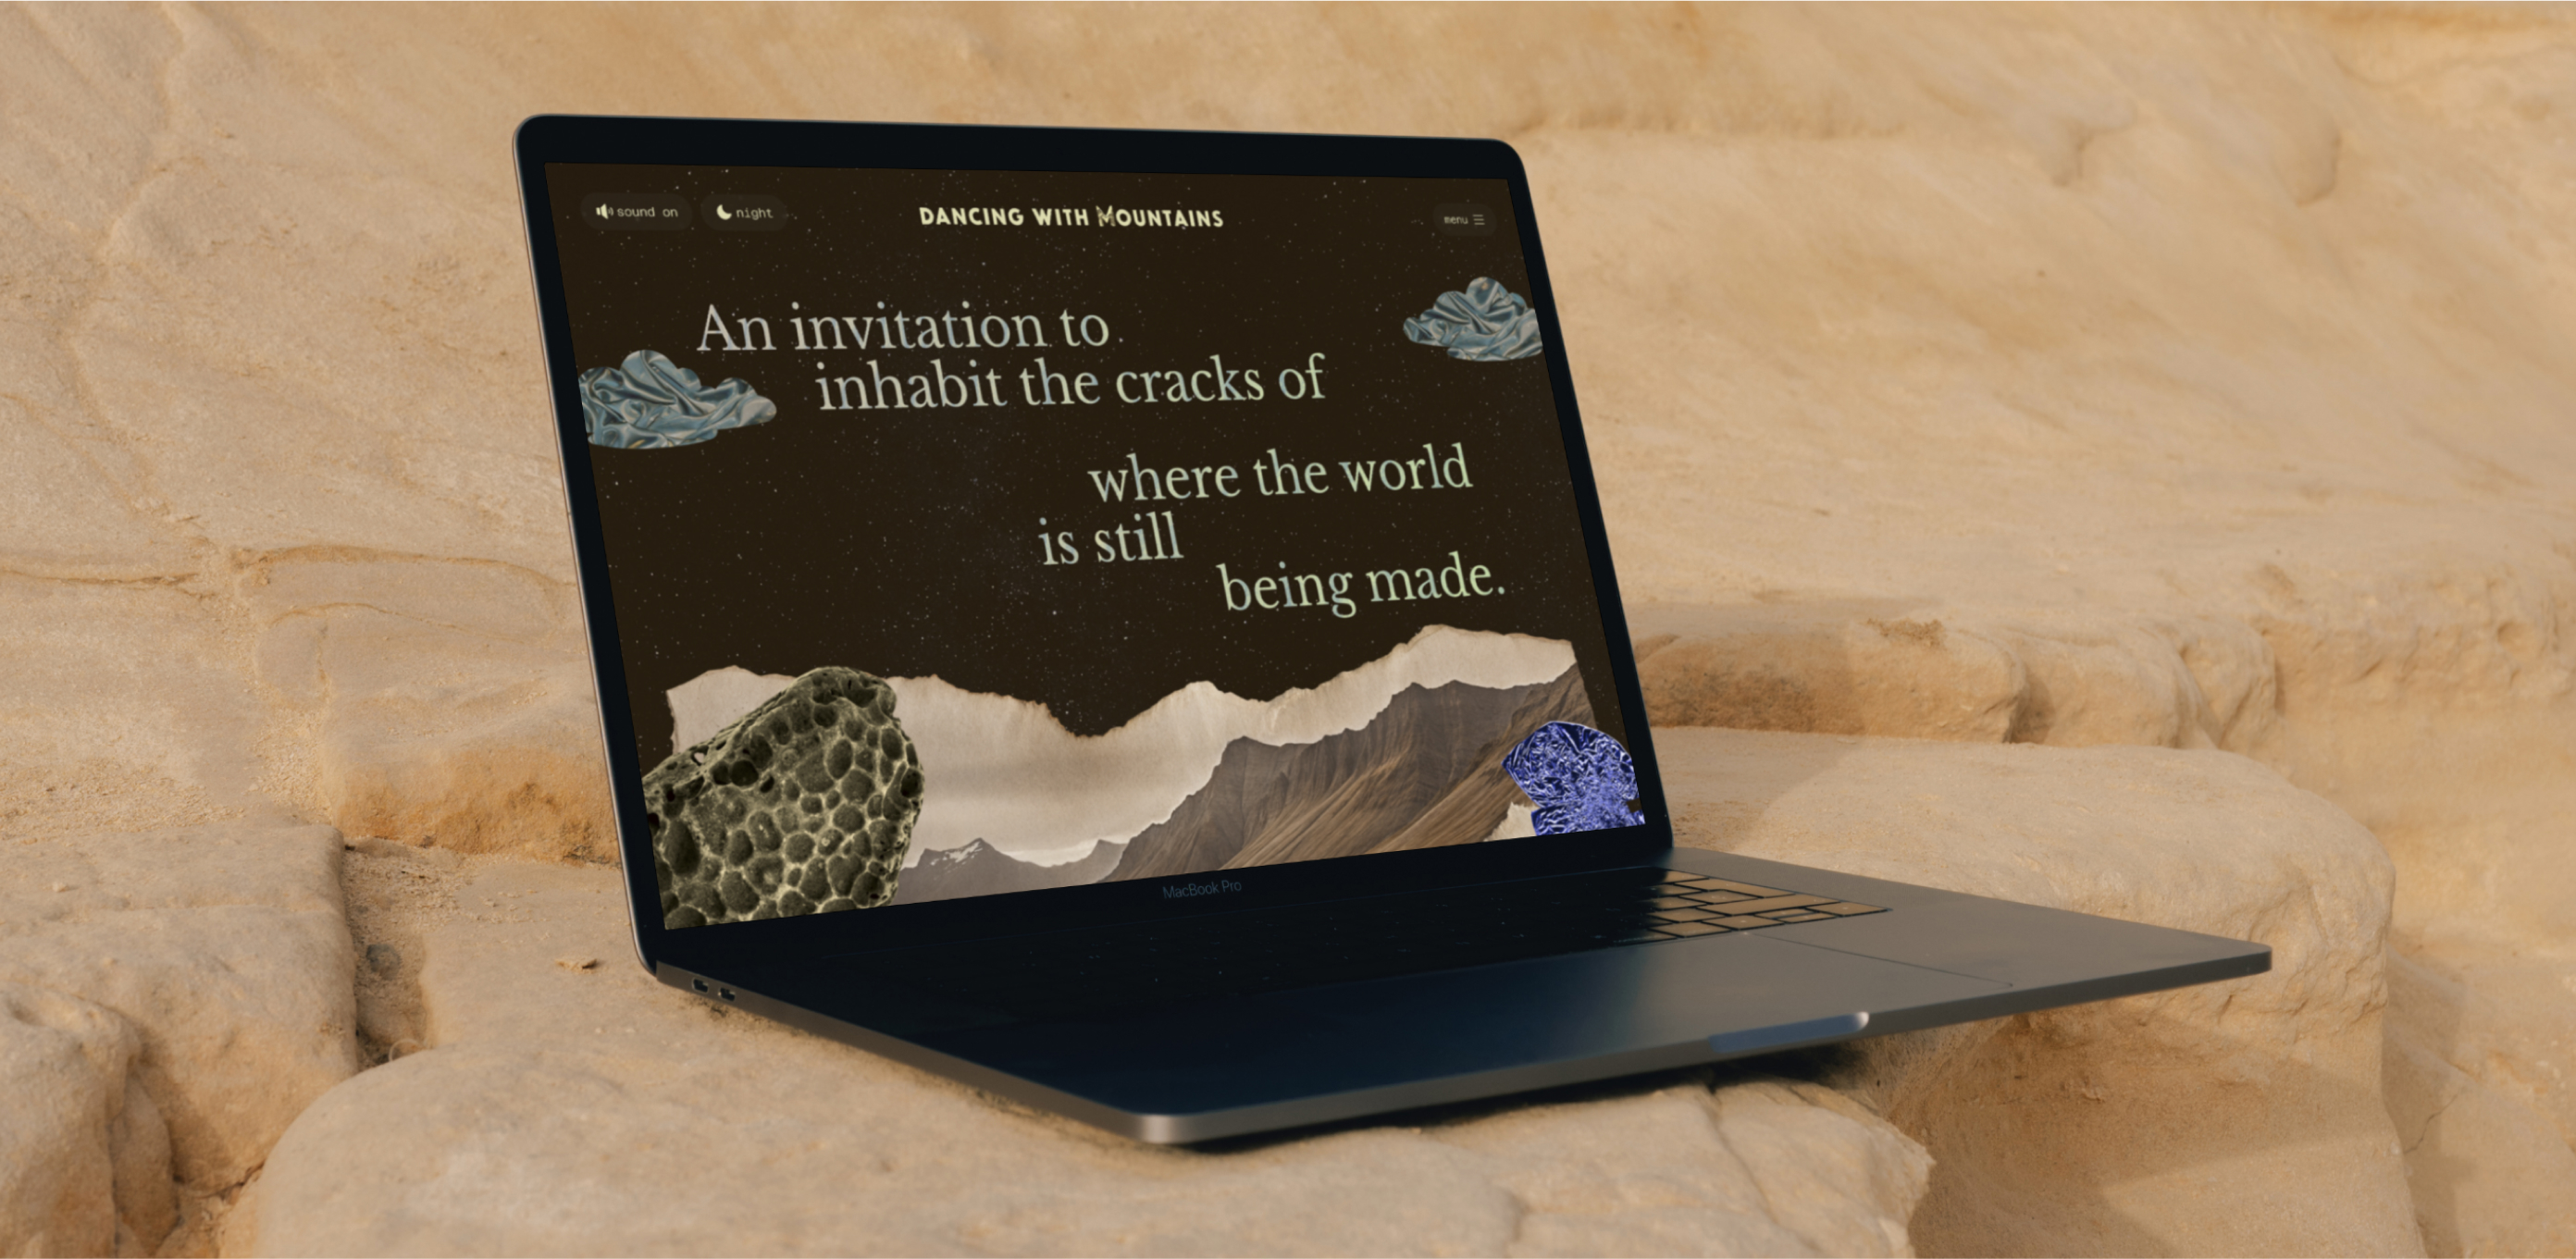 sound on
night
DANCING WITH MOUNTAINS
menu
An invitation to
inhabit the cracks of
where the world
is still
being made.
MacBook Pro